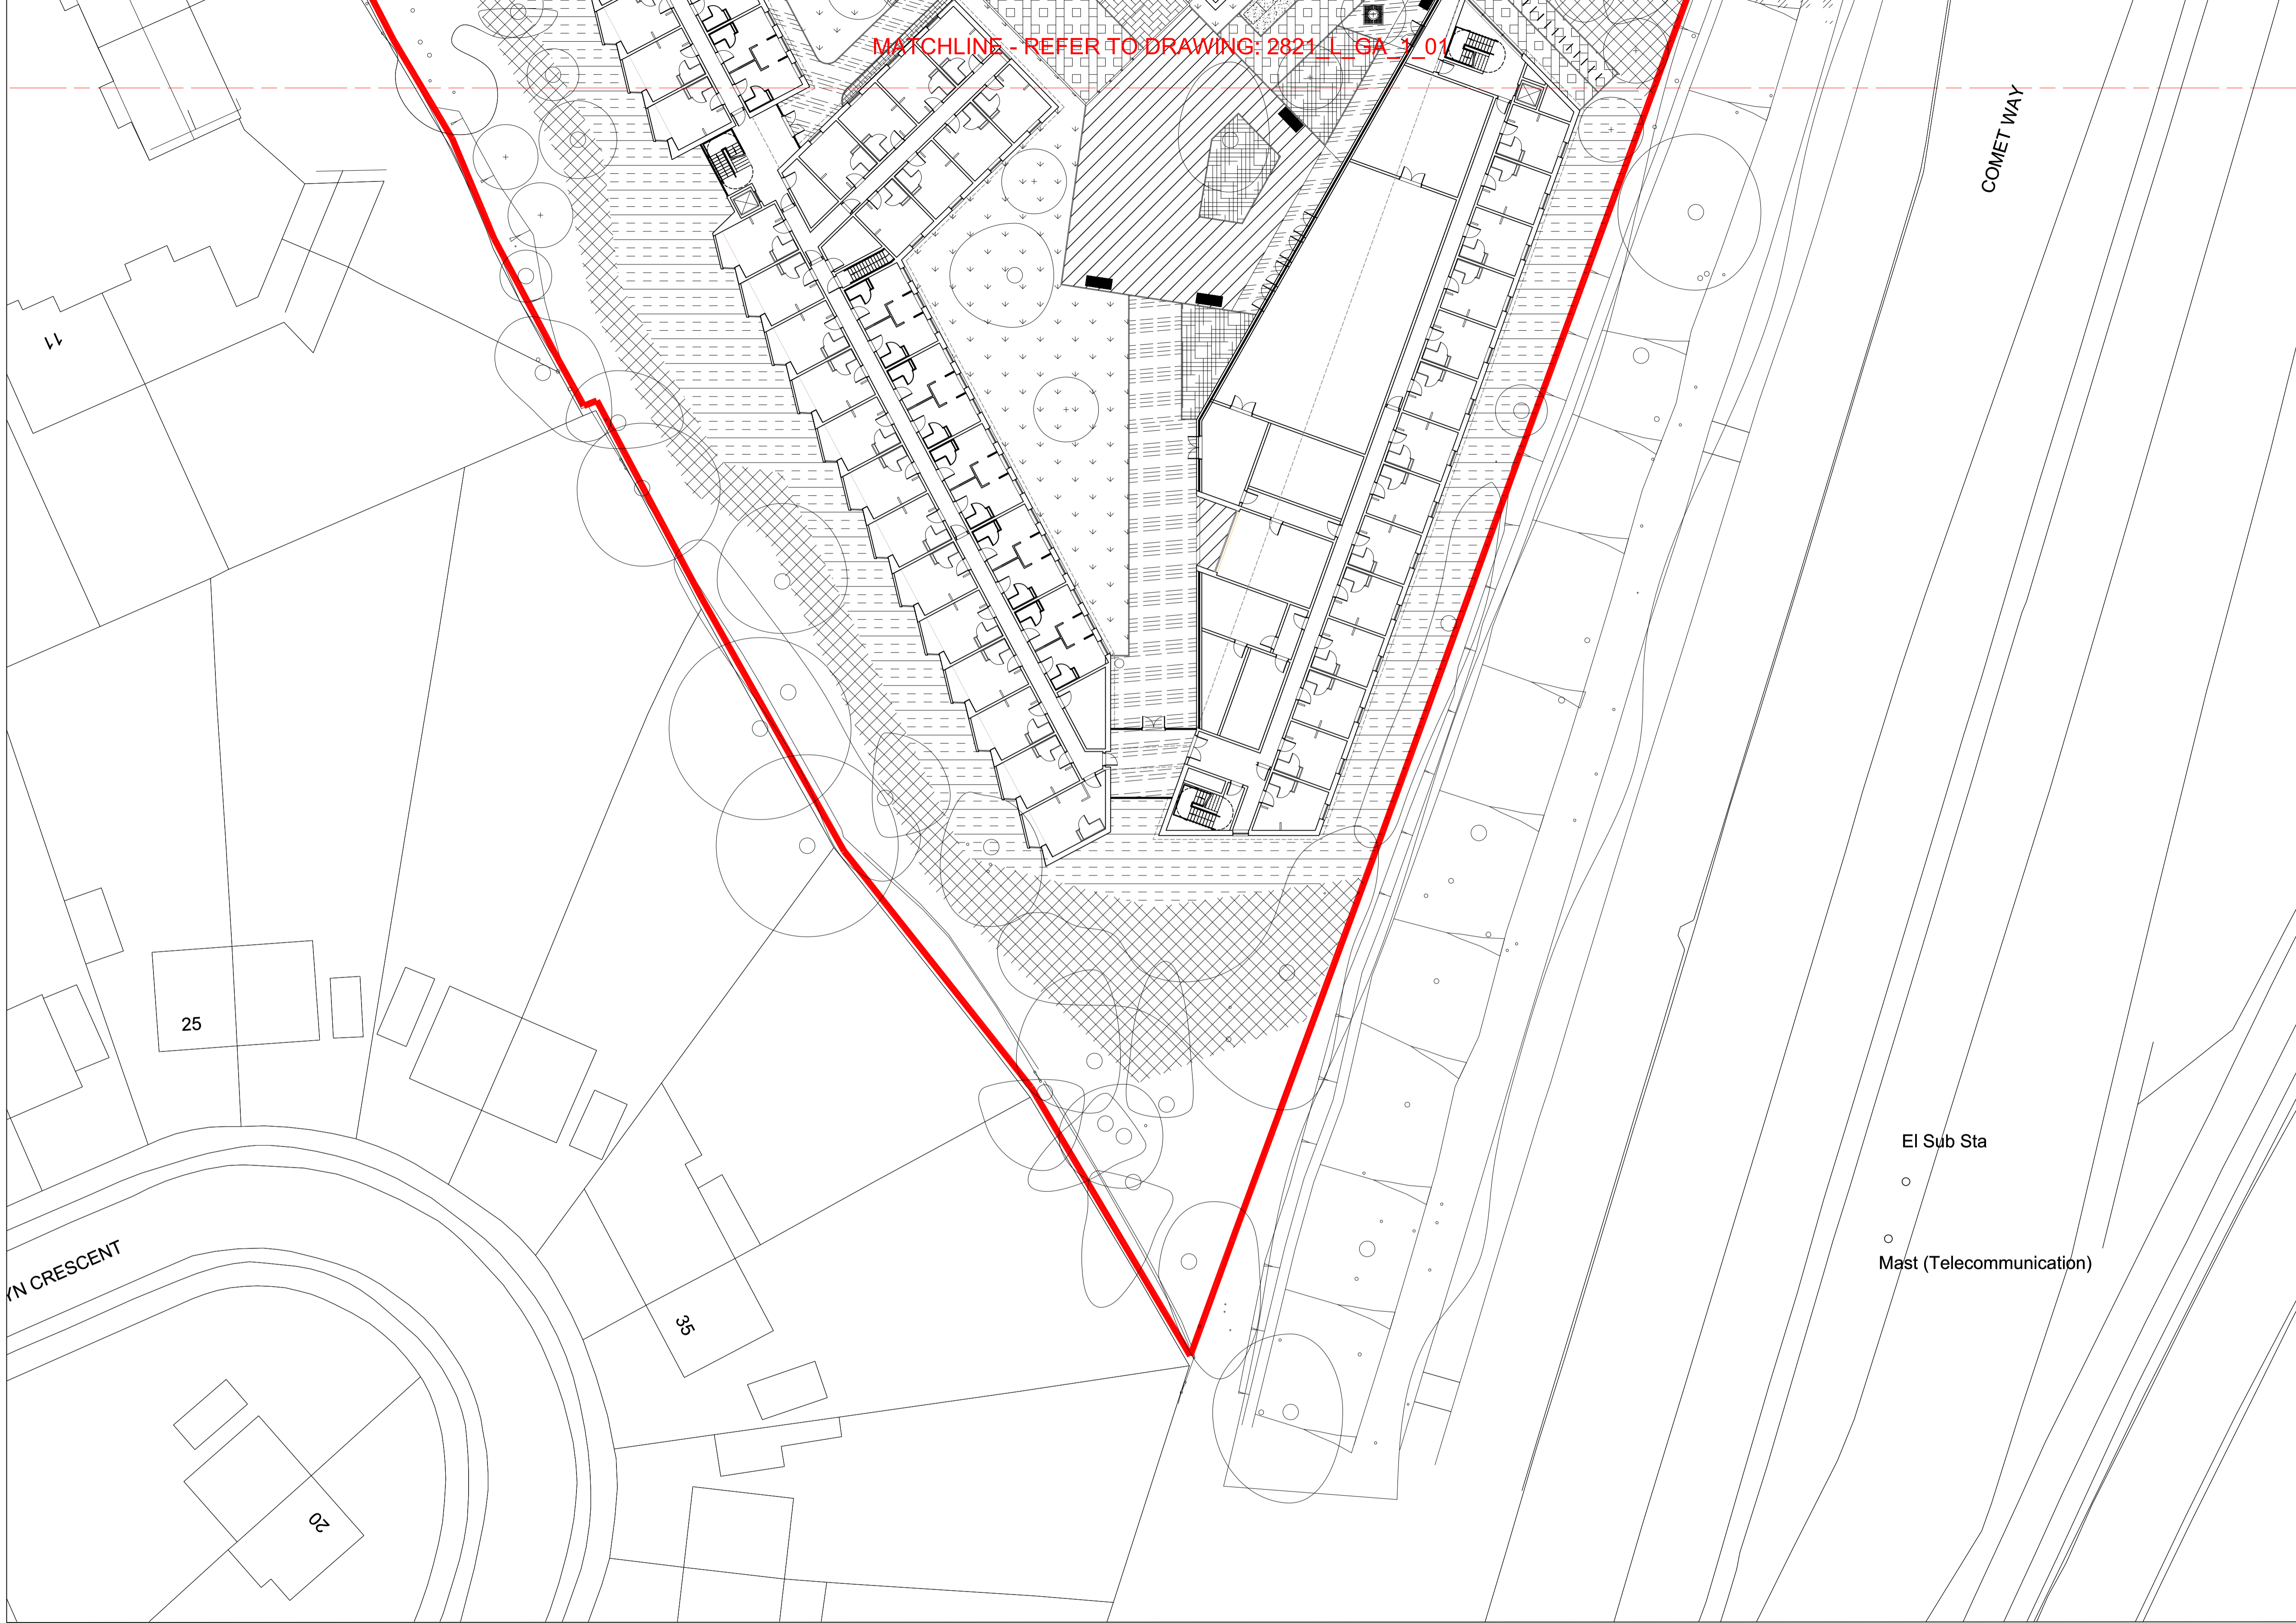 MATCHLINE - REFER TO DRAWING: 2821_L_GA_1_01
COMET WAY
11
25
El Sub Sta
Mast (Telecommunication)
YN CRESCENT
35
20